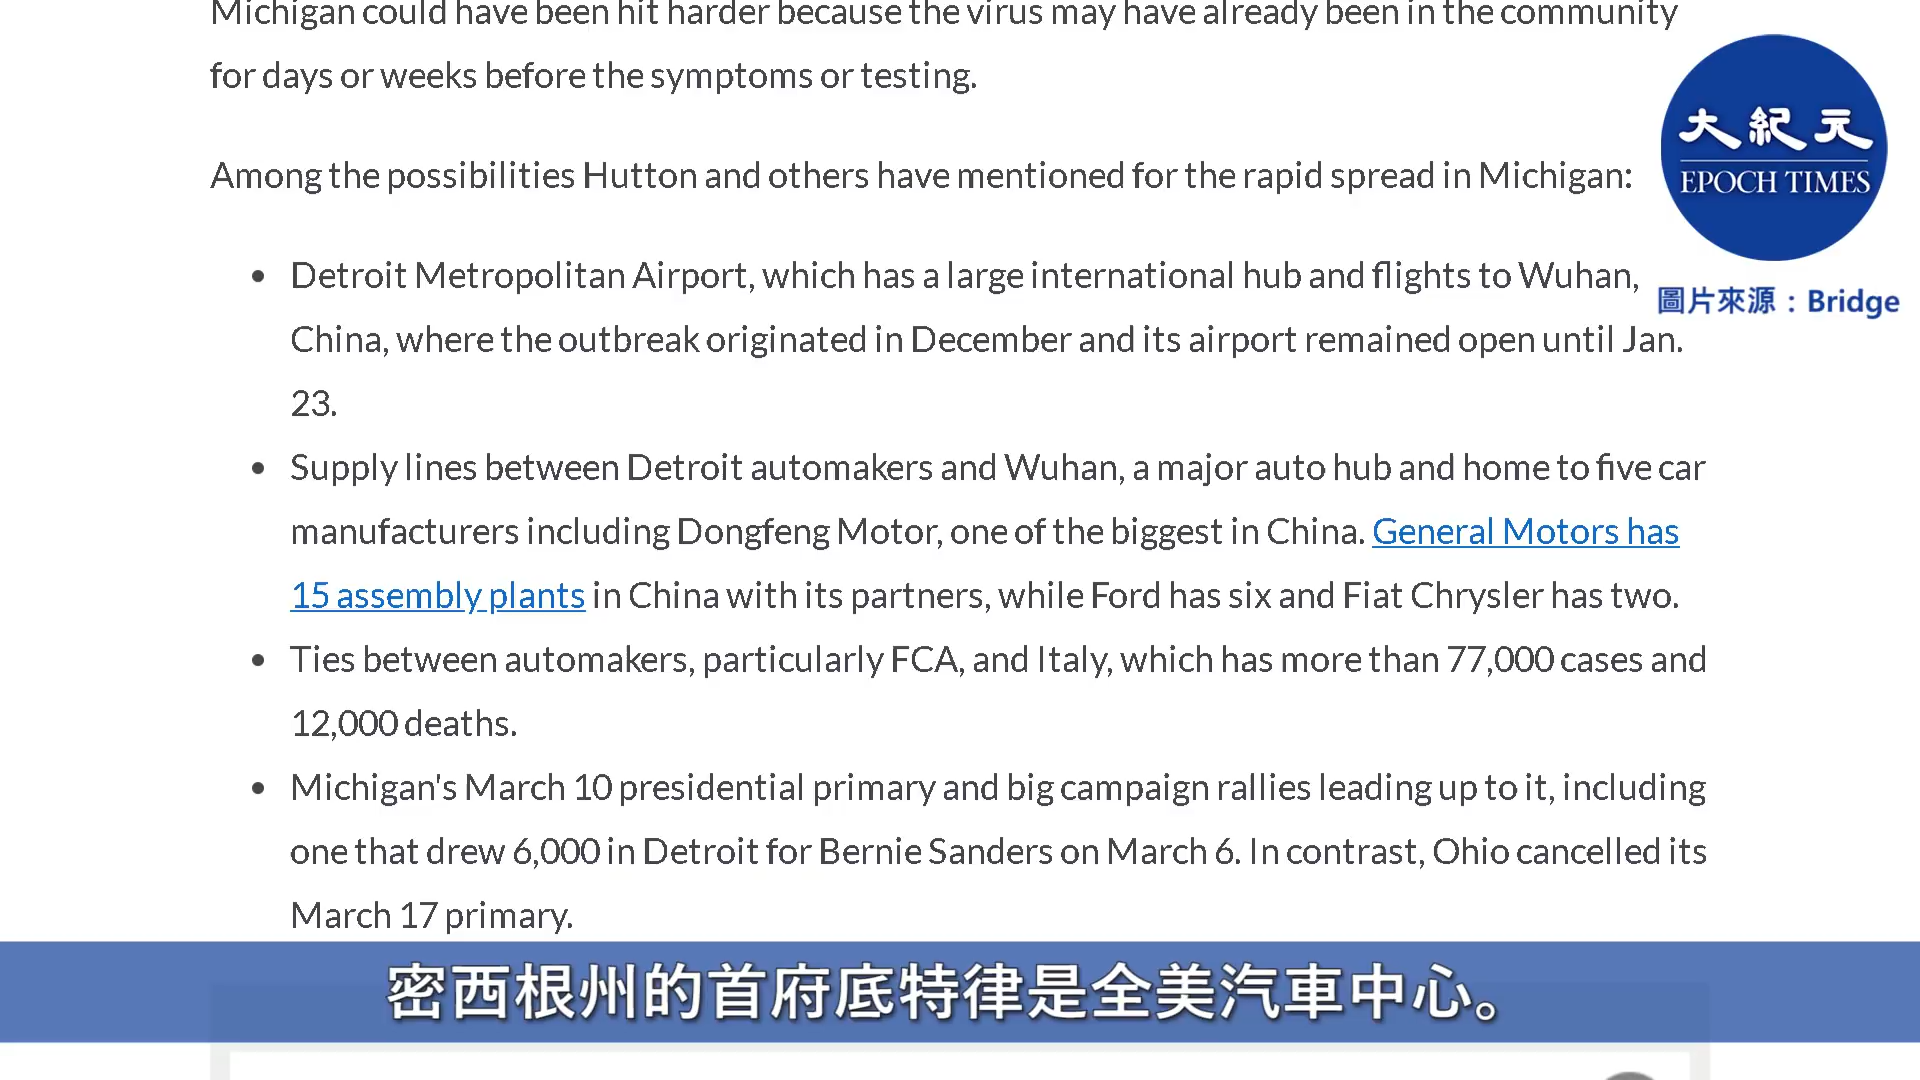 Michigan could have been hit harder because the virus may have already been in the community
for days or weeks before the symptoms or testing.
Among the possibilities Hutton and others have mentioned for the rapid spread in Michigan:
• Detroit Metropolitan Airport, which has a large international hub and flights to Wuhan,
China, where the outbreak originated in December and its airport remained open until Jan.
23.
• Supply lines between Detroit automakers and Wuhan, a major auto hub and home to five car
manufacturers including Dongfeng Motor, one of the biggest in China. General Motors has
15 assembly plants in China with its partners, while Ford has six and Fiat Chrysler has two.
• Ties between automakers, particularly FCA, and Italy, which has more than 77,000 cases and
12,000 deaths.
• Michigan's March 10 presidential primary and big campaign rallies leading up to it, including
one that drew 6,000 in Detroit for Bernie Sanders on March 6. In contrast, Ohio cancelled its
March 17 primary.
大紀元
EPOCH TIMES
圖片來源：Bridge
密西根州的首府底特律是全美汽車中心。